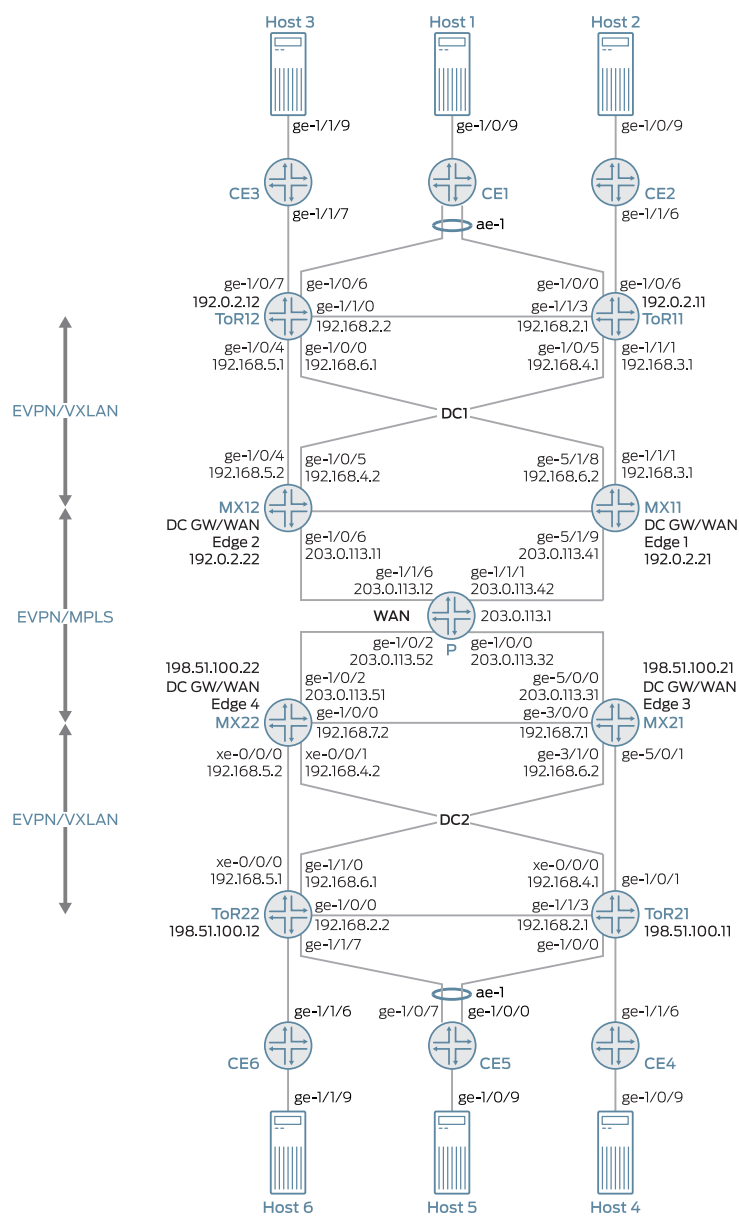 Host 3
Host 1
Host 2
ge-1/1/9
ge-1/0/9
ge-1/0/9
CE3
CE1
CE2
ge-1/1/7
ae-1
ge-1/1/6
ge-1/0/7
ge-1/0/6
ge-1/0/0
ge-1/0/6
192.0.2.12
192.0.2.11
ToR12
ge-1/1/0
ge-1/1/3
ToR11
192.168.2.2
192.168.2.1
ge-1/0/4
ge-1/0/0
ge-1/0/5
ge-1/1/1
192.168.5.1
192.168.6.1
192.168.4.1
192.168.3.1
EVPN/VXLAN
DC1
ge-1/0/4
ge-1/0/5
ge-5/1/8
ge-1/1/1
192.168.5.2
192.168.4.2
192.168.6.2
192.168.3.1
MX12
MX11
DC GW/WAN
Edge 2
192.0.2.22
DC GW/WAN
Edge 1
192.0.2.21
ge-1/0/6
203.0.113.11
ge-5/1/9
203.0.113.41
ge-1/1/6
203.0.113.12
ge-1/1/1
203.0.113.42
EVPN/MPLS
WAN
203.0.113.1
P
ge-1/0/2
203.0.113.52
ge-1/0/0
203.0.113.32
198.51.100.22
DC GW/WAN
Edge 4
MX22
ge-1/0/2
203.0.113.51
ge-5/0/0
203.0.113.31
198.51.100.21
DC GW/WAN
Edge 3
MX21
ge-1/0/0
192.168.7.2
ge-3/0/0
192.168.7.1
xe-0/0/0
192.168.5.2
xe-0/0/1
192.168.4.2
ge-3/1/0
192.168.6.2
ge-5/0/1
EVPN/VXLAN
DC2
xe-0/0/0
192.168.5.1
ge-1/1/0
192.168.6.1
xe-0/0/0
192.168.4.1
ge-1/0/1
ToR22
198.51.100.12
ge-1/0/0
192.168.2.2
ge-1/1/3
192.168.2.1
ToR21
198.51.100.11
ge-1/1/7
ge-1/0/0
ae-1
ge-1/1/6
ge-1/0/7
ge-1/0/0
ge-1/1/6
CE6
CE5
CE4
ge-1/1/9
ge-1/0/9
ge-1/0/9
Host 6
Host 5
Host 4